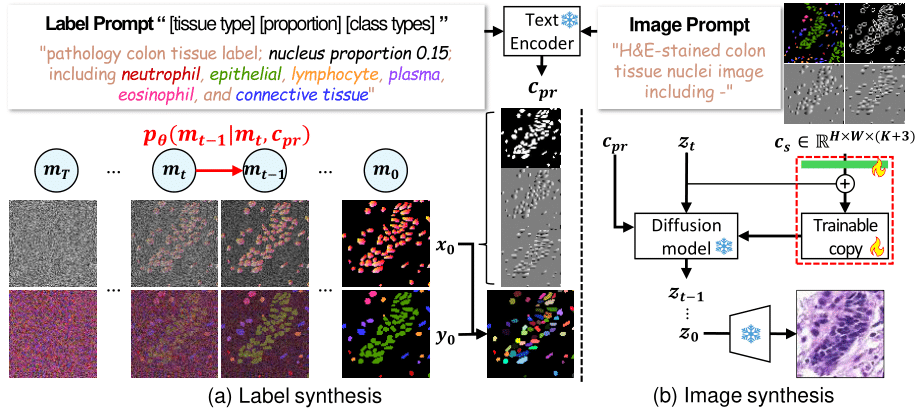 Label Prompt “ [tissue type] [proportion] [class types] ”
"pathology colon tissue label; nucleus proportion 0.15;
including neutrophil, epithelial, lymphocyte, plasma,
eosinophil, and connective tissue"
Text
Encoder
c_pr
Image Prompt
"H&E-stained colon
tissue nuclei image
including -"
p_θ(m_{t-1}|m_t, c_pr)
m_T ... m_t m_{t-1} ... m_0
... ...
... ...
x_0
y_0
c_pr z_t c_s ∈ ℝ^{H×W×(K+3)}
+
Diffusion
model
Trainable
copy
z_{t-1}
⋮
z_0
(a) Label synthesis
(b) Image synthesis